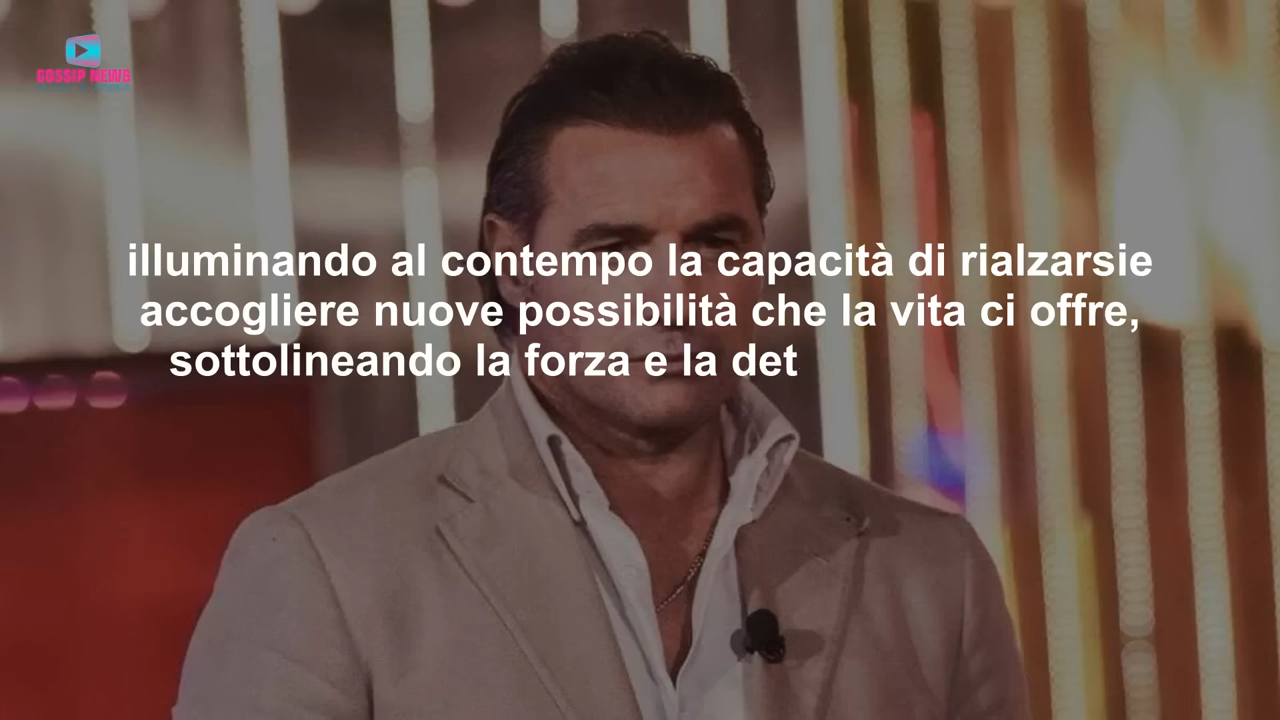 GOSSIP NEWS
illuminando al contempo la capacità di rialzarsie
accogliere nuove possibilità che la vita ci offre,
sottolineando la forza e la det